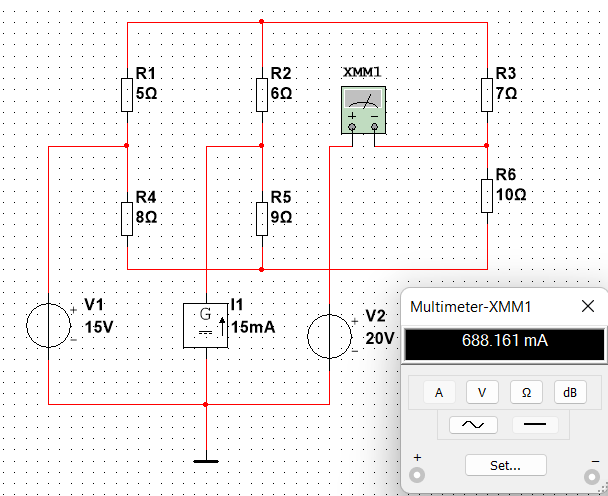 R1
5Ω
R2
6Ω
XMM1
R3
7Ω
R4
8Ω
R5
9Ω
R6
10Ω
V1
15V
G
I1
15mA
V2
20V
Multimeter-XMM1
688.161 mA
A
V
Ω
dB
+
Set...
–